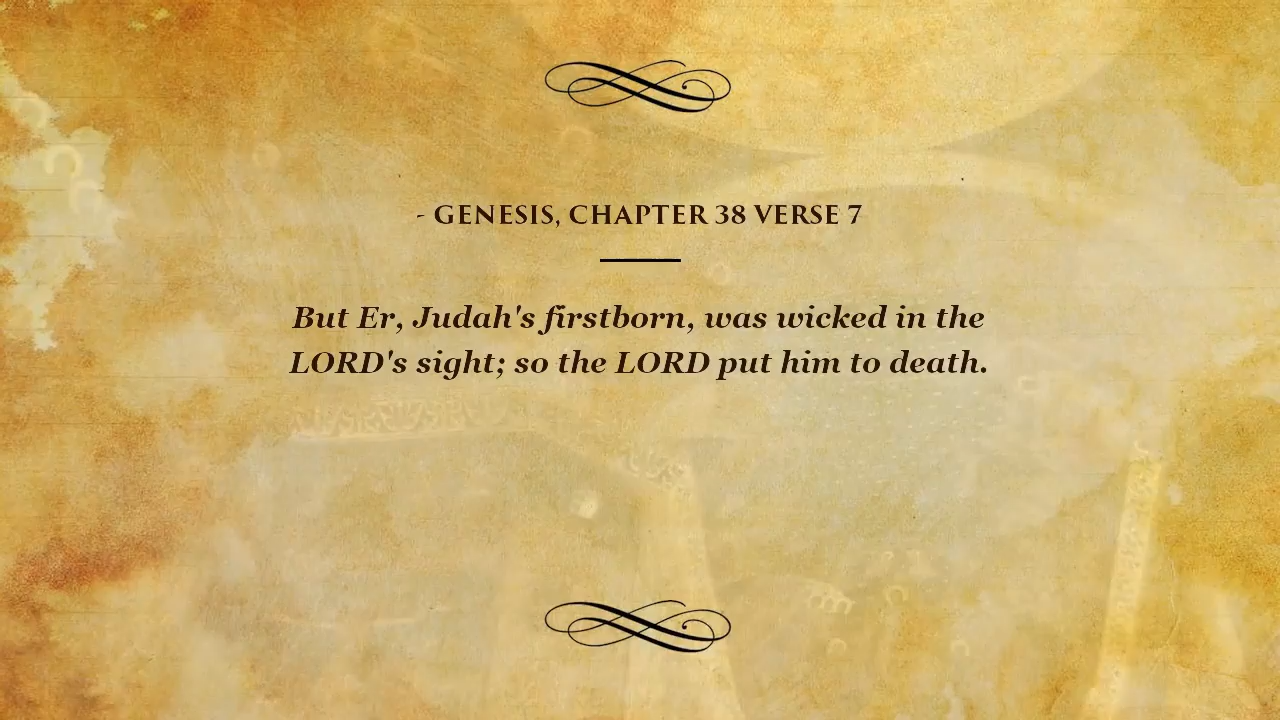 - GENESIS, CHAPTER 38 VERSE 7
But Er, Judah's firstborn, was wicked in the
LORD's sight; so the LORD put him to death.